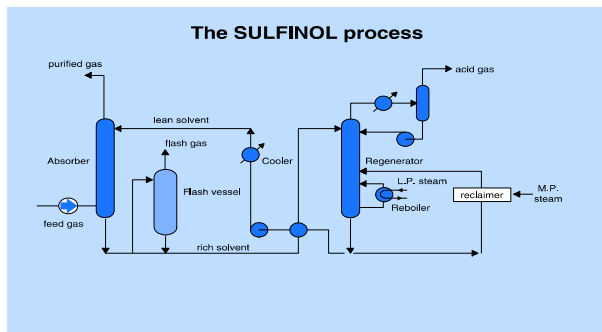 The SULFINOL process
purified gas
acid gas
lean solvent
flash gas
Absorber
Cooler
Regenerator
Flash vessel
L.P. steam
reclaimer
M.P.
steam
Reboiler
feed gas
rich solvent